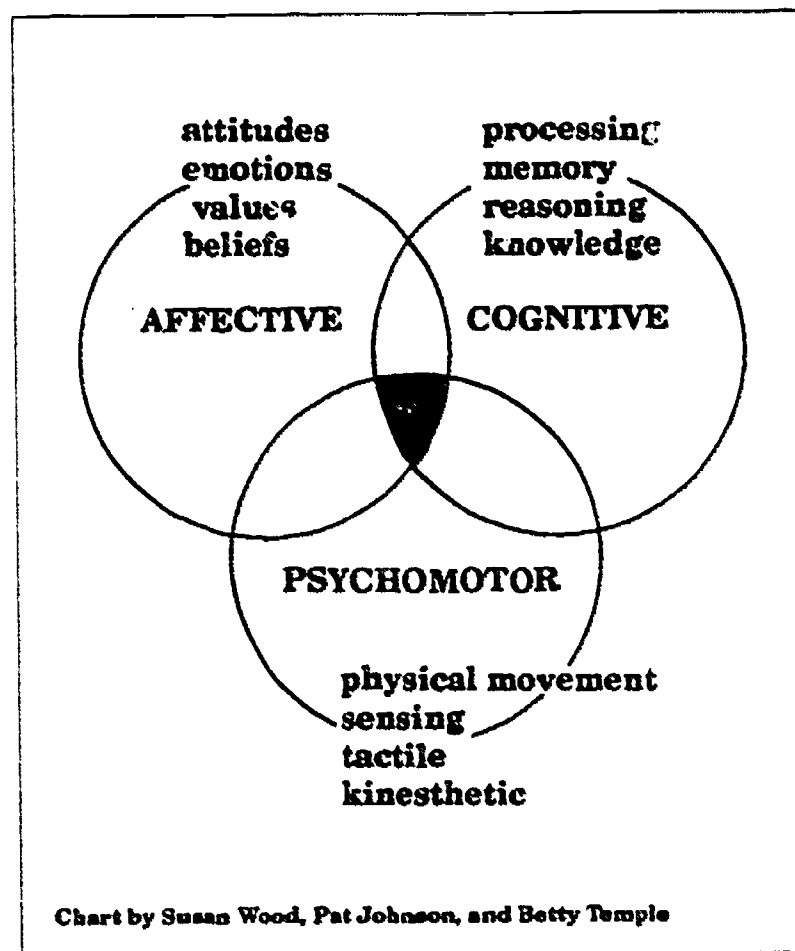 attitudes
emotions
values
beliefs
AFFECTIVE
processing
memory
reasoning
knowledge
COGNITIVE
PSYCHOMOTOR
physical movement
sensing
tactile
kinesthetic
Chart by Susan Wood, Pat Johnson, and Betty Temple